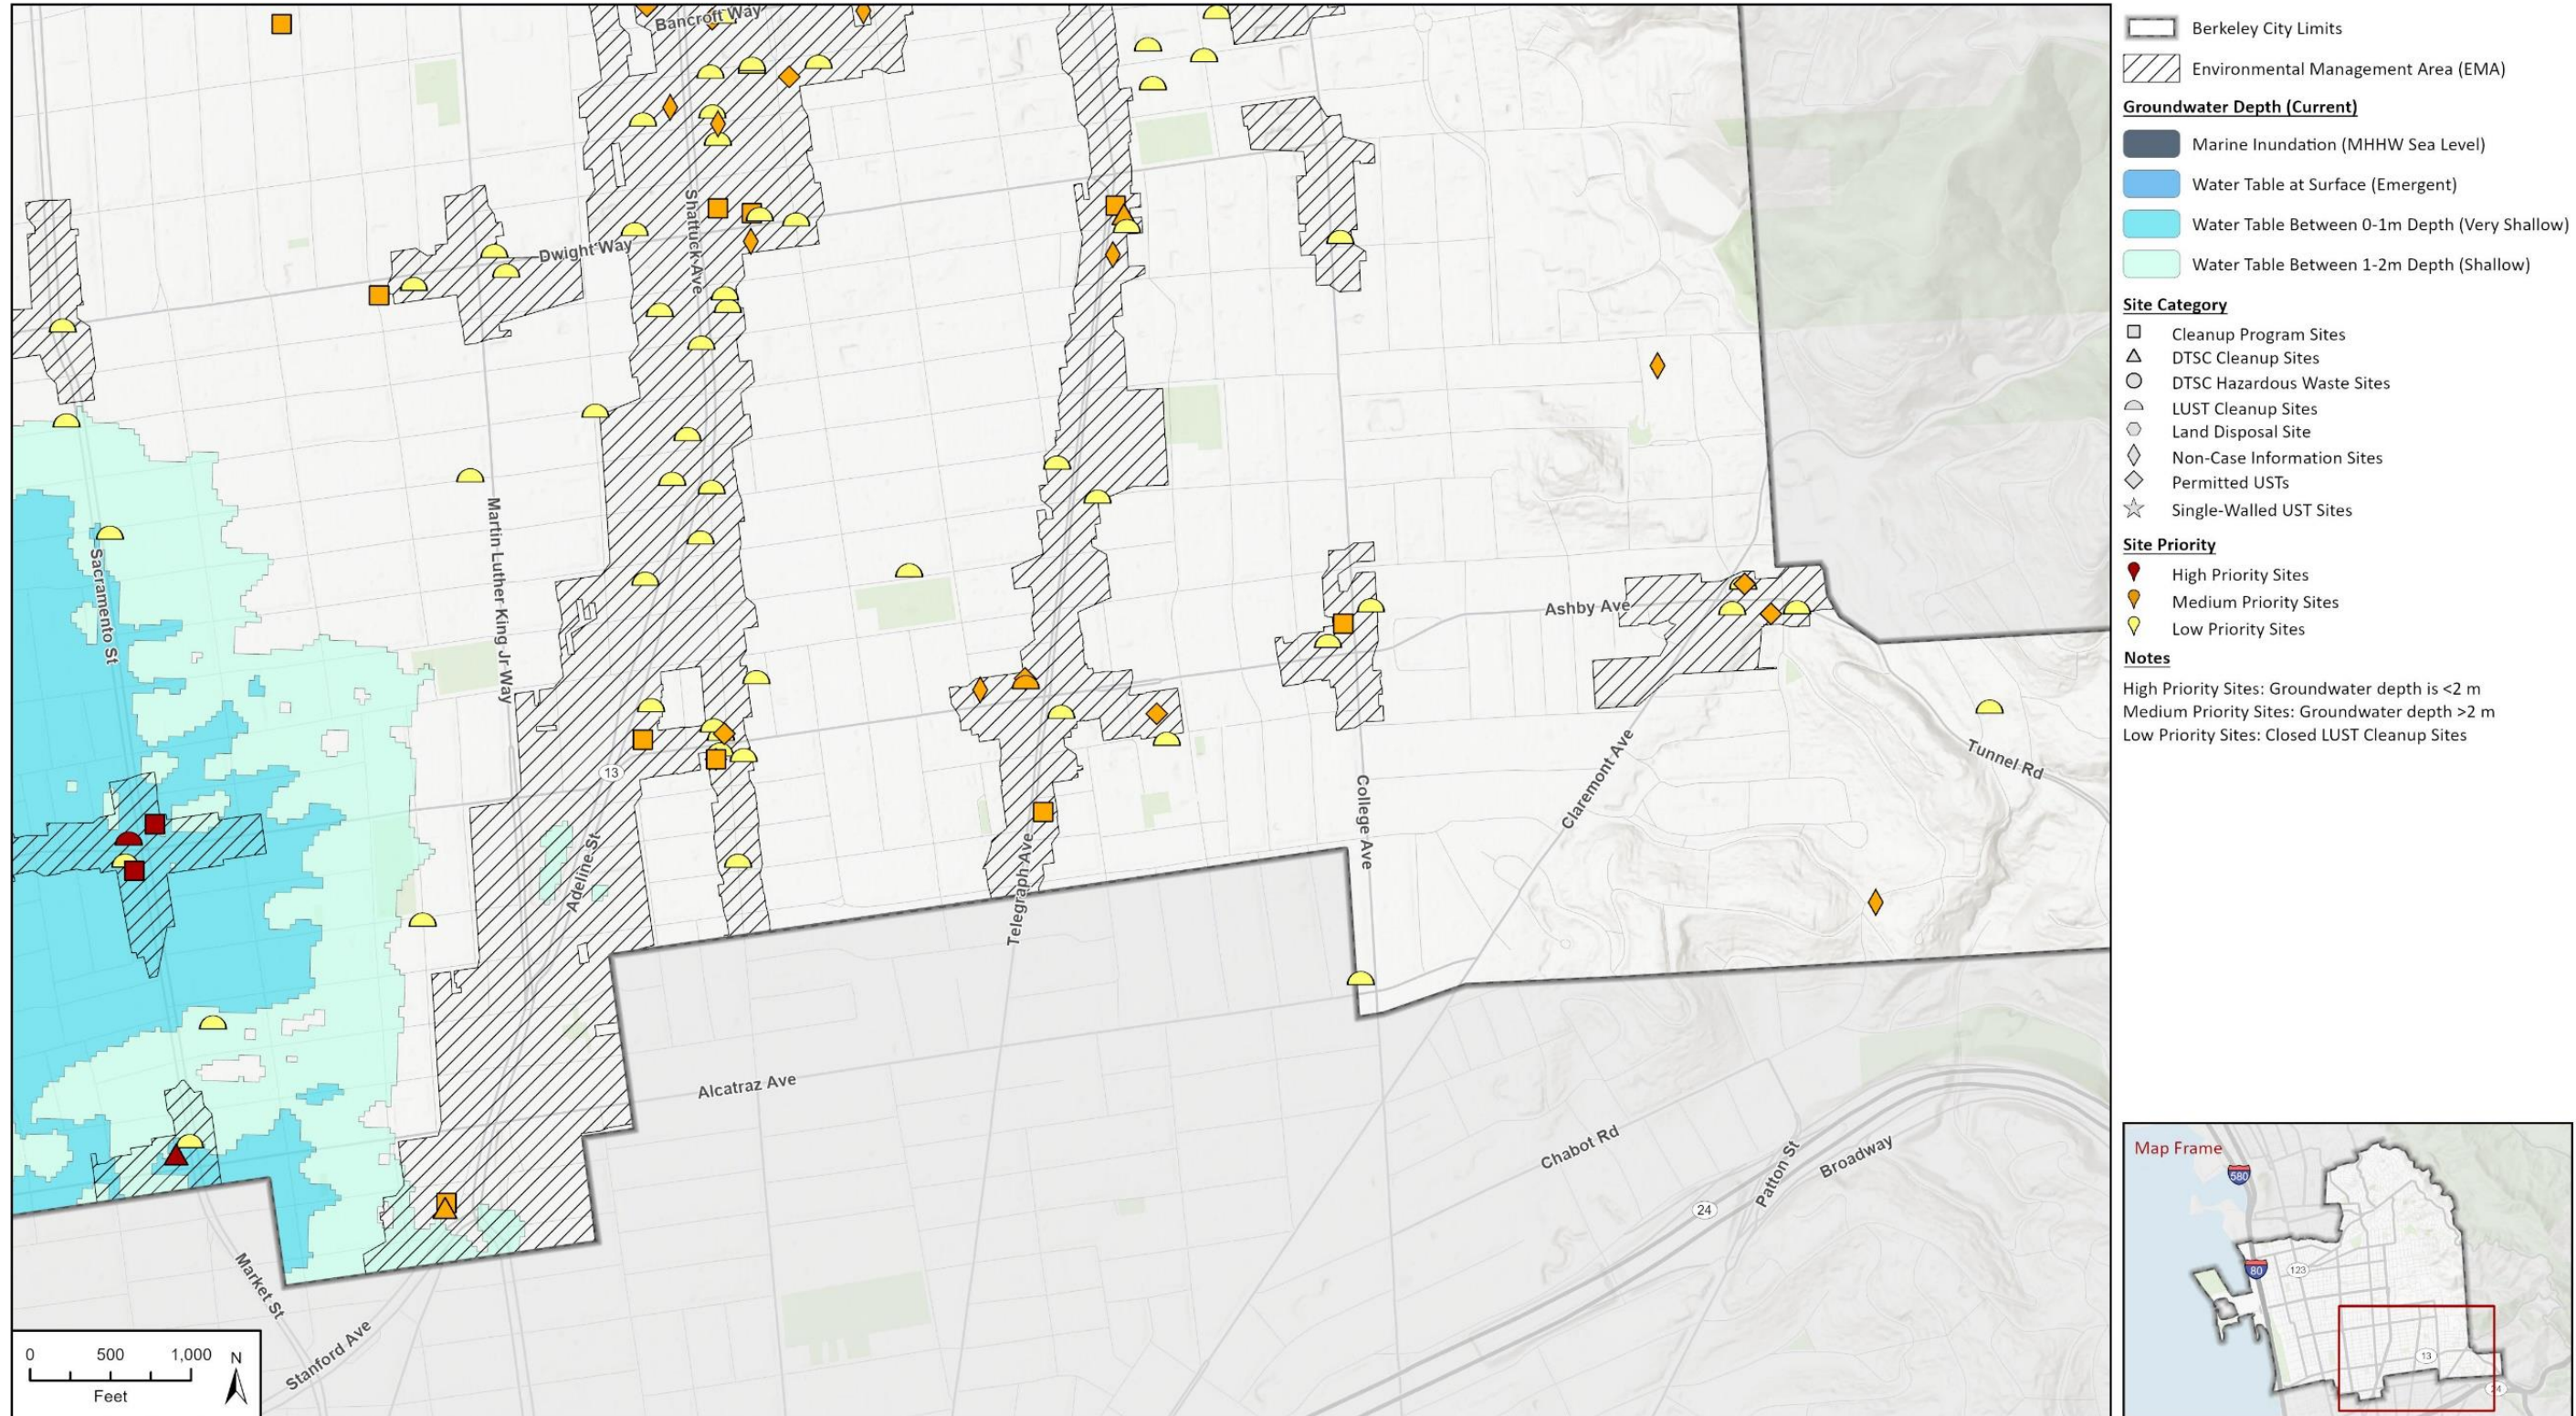 Bancroft Way
Shattuck Ave
Dwight Way
Sacramento St
Martin Luther King Jr Way
Ashby Ave
13
Adeline St
Telegraph Ave
College Ave
Claremont Ave
Tunnel Rd
Alcatraz Ave
Chabot Rd
Patton St
Broadway
24
Market St
Stanford Ave
0 500 1,000
Feet
N
Berkeley City Limits
Environmental Management Area (EMA)
Groundwater Depth (Current)
Marine Inundation (MHHW Sea Level)
Water Table at Surface (Emergent)
Water Table Between 0-1m Depth (Very Shallow)
Water Table Between 1-2m Depth (Shallow)
Site Category
Cleanup Program Sites
DTSC Cleanup Sites
DTSC Hazardous Waste Sites
LUST Cleanup Sites
Land Disposal Site
Non-Case Information Sites
Permitted USTs
Single-Walled UST Sites
Site Priority
High Priority Sites
Medium Priority Sites
Low Priority Sites
Notes
High Priority Sites: Groundwater depth is <2 m
Medium Priority Sites: Groundwater depth >2 m
Low Priority Sites: Closed LUST Cleanup Sites
Map Frame
580
80
123
13
24